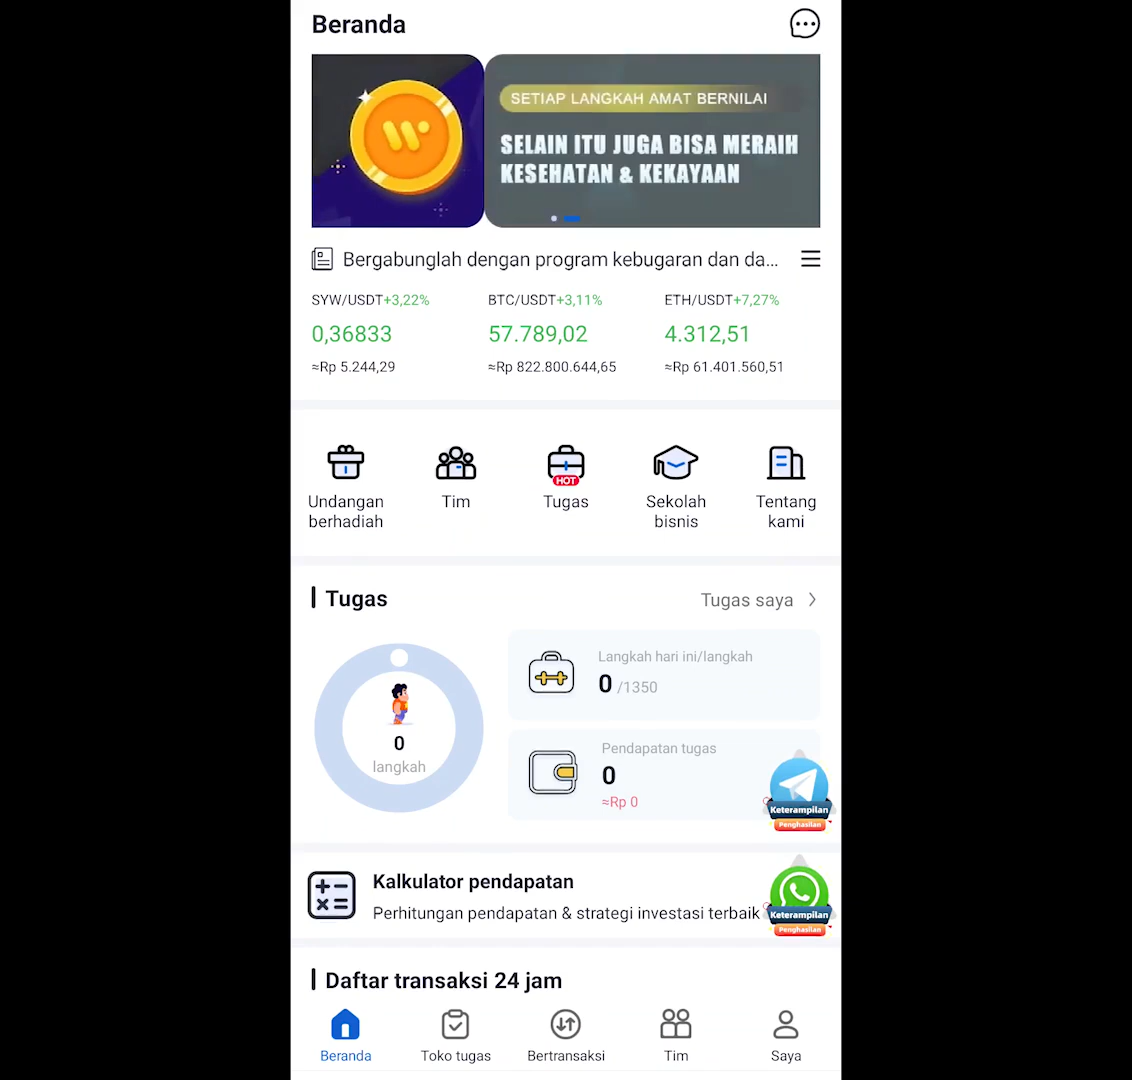 Beranda
SETIAP LANGKAH AMAT BERNILAI
SELAIN ITU JUGA BISA MERAIH
KESEHATAN & KEKAYAAN
Bergabunglah dengan program kebugaran dan da...
SYW/USDT+3,22% BTC/USDT+3,11% ETH/USDT+7,27%
0,36833 57.789,02 4.312,51
≈Rp 5.244,29 ≈Rp 822.800.644,65 ≈Rp 61.401.560,51
HOT
Undangan berhadiah
Tim
Tugas
Sekolah bisnis
Tentang kami
Tugas
Tugas saya
0
langkah
Langkah hari ini/langkah
0 /1350
Pendapatan tugas
0
≈Rp 0
Keterampilan
Penghasilan
Kalkulator pendapatan
Perhitungan pendapatan & strategi investasi terbaik
Keterampilan
Penghasilan
Daftar transaksi 24 jam
Beranda Toko tugas Bertransaksi Tim Saya